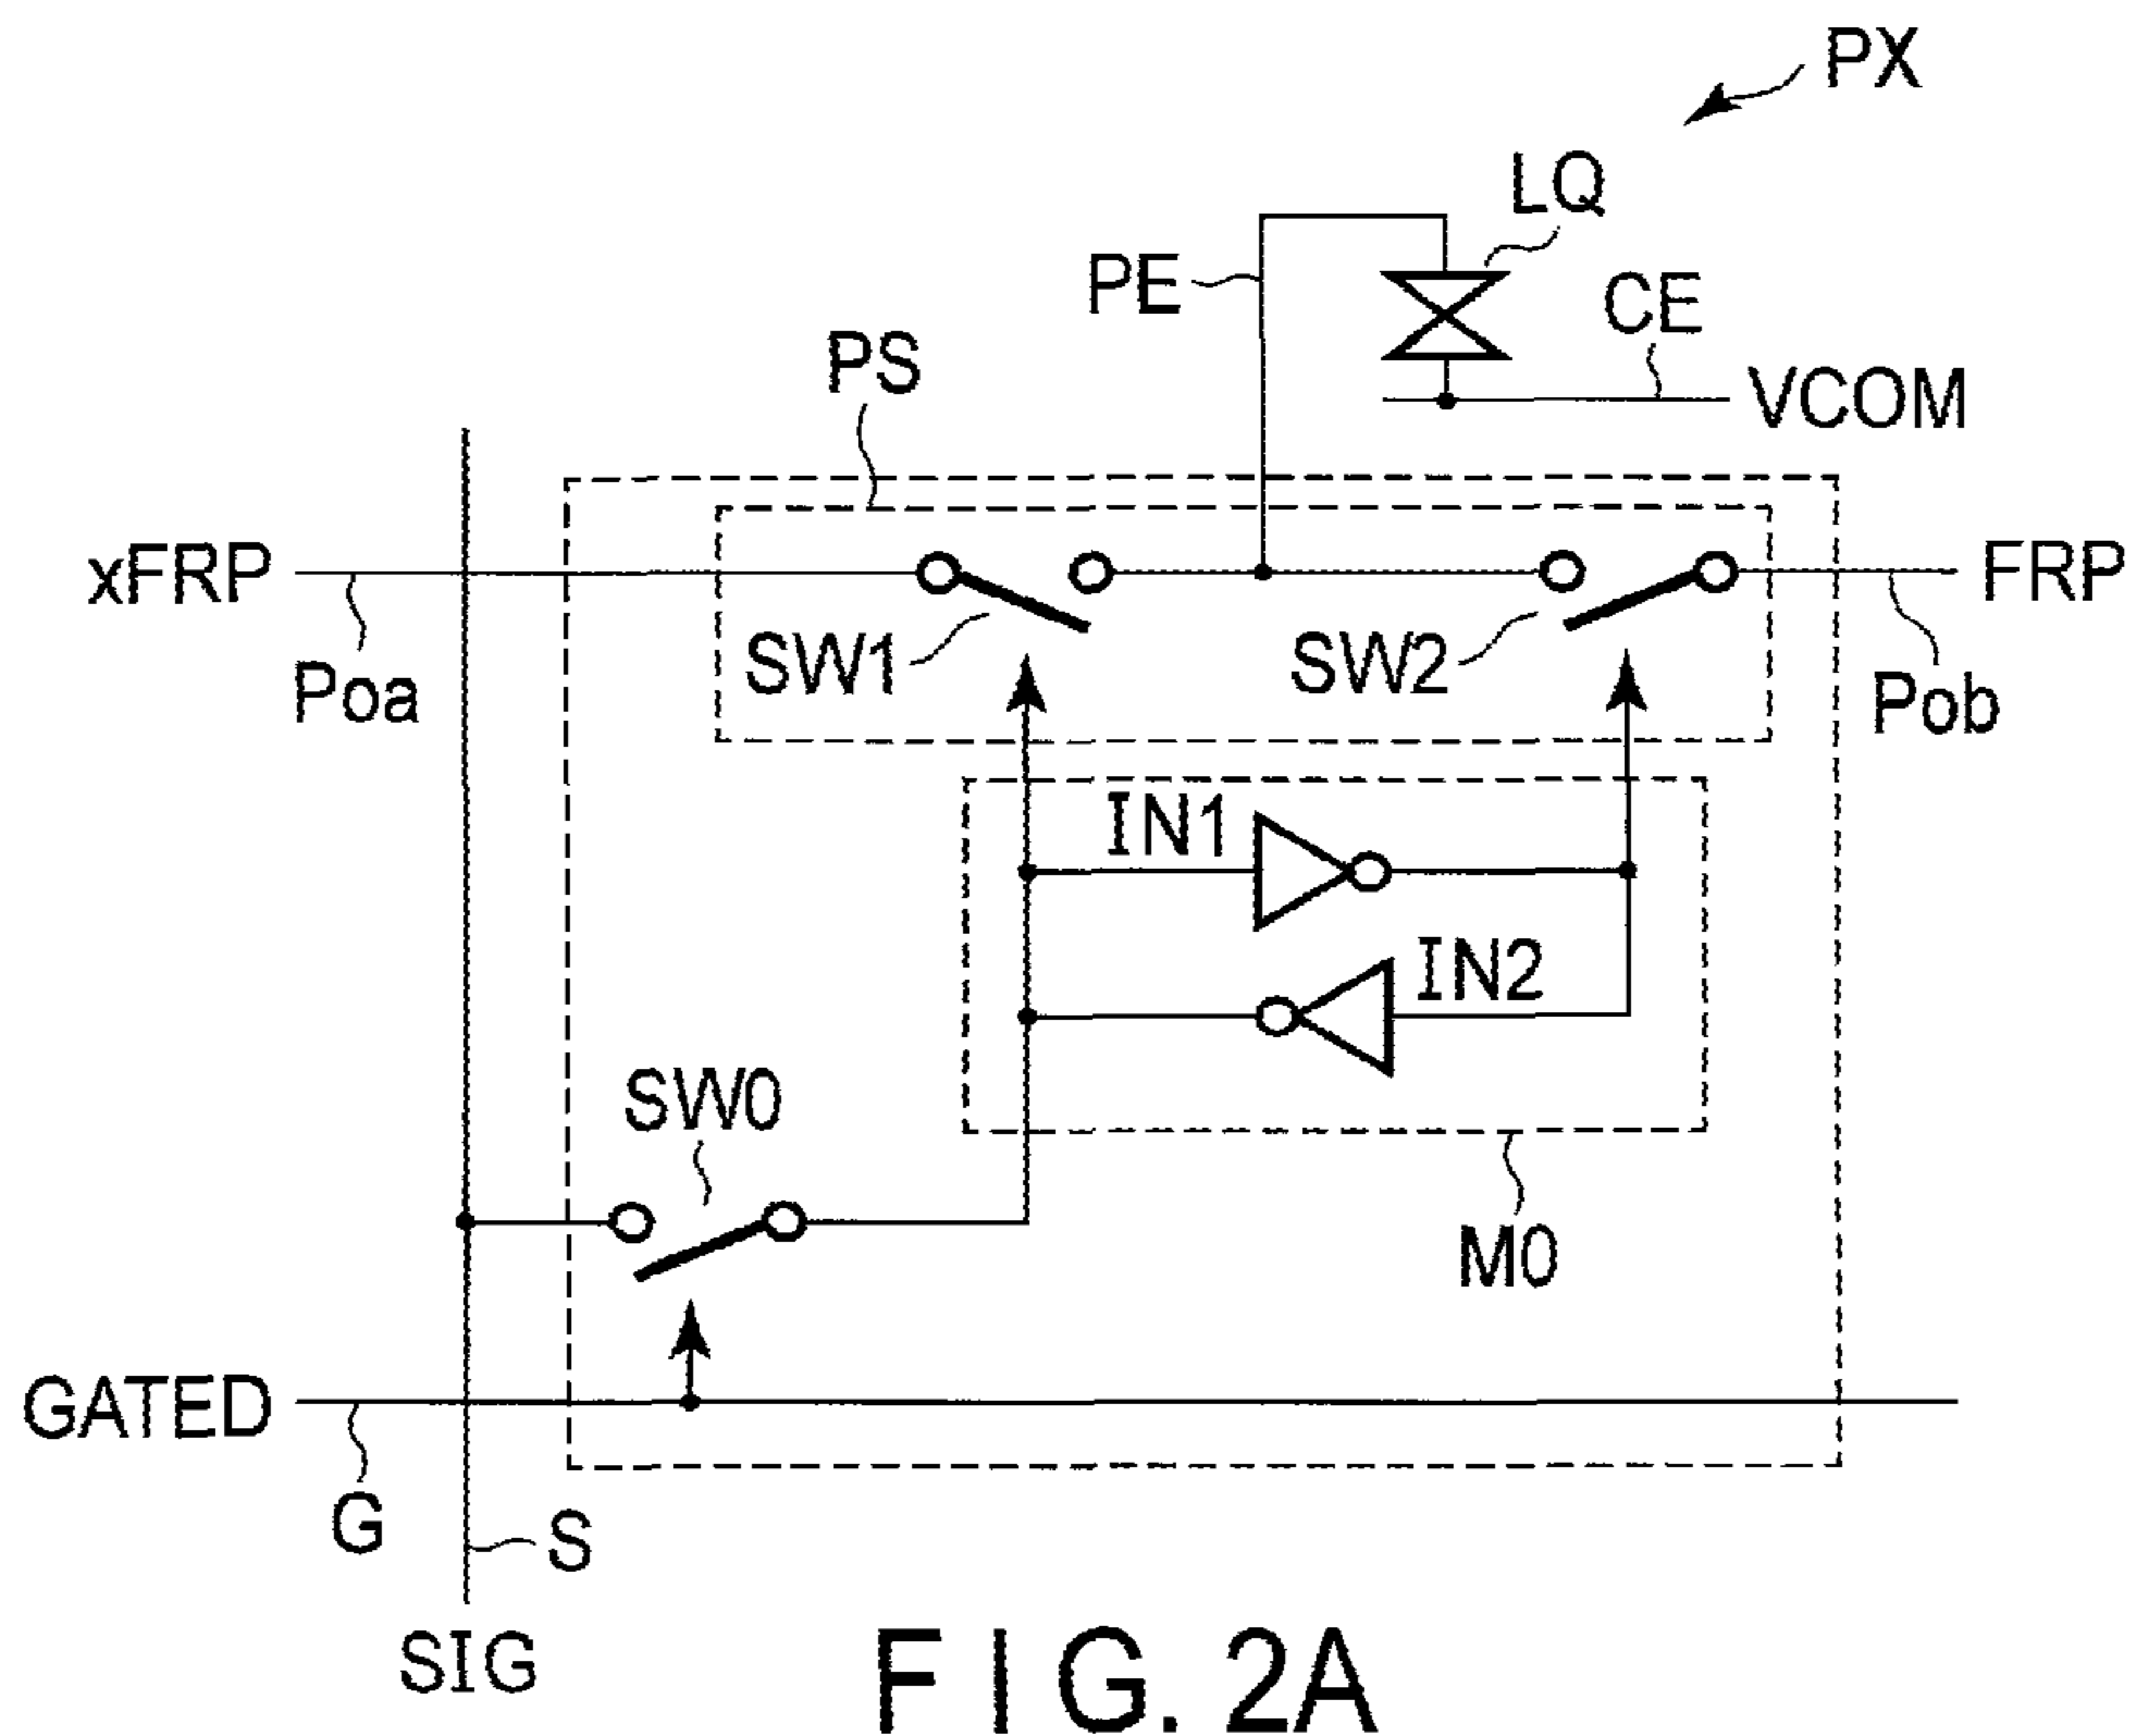 PX
LQ
PE
CE
VCOM
PS
xFRP
FRP
SW1
SW2
Poa
Pob
IN1
IN2
SW0
M0
GATED
G
S
SIG
FIG. 2A